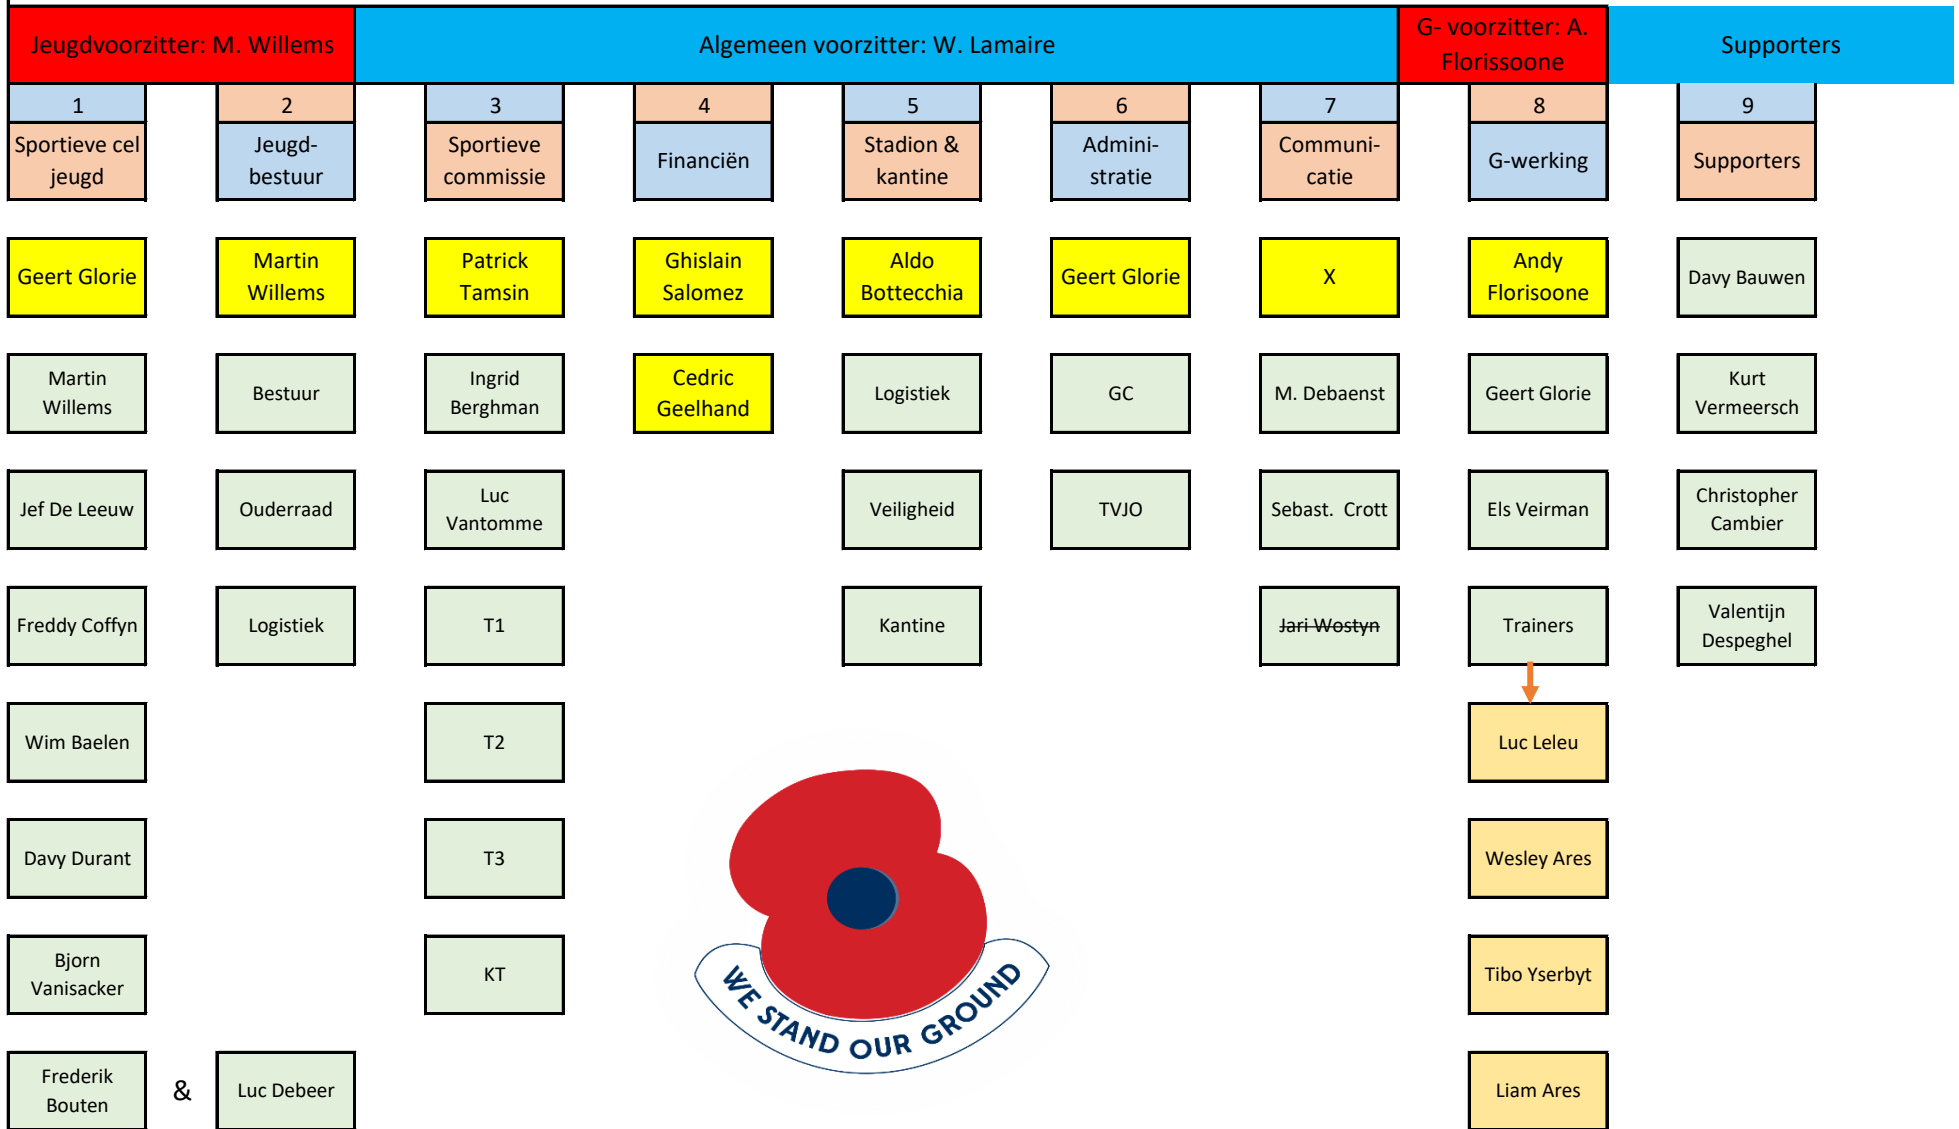 Jeugdvoorzitter: M. Willems
Algemeen voorzitter: W. Lamaire
G- voorzitter: A.
Florissoone
Supporters
1
2
3
4
5
6
7
8
9
Sportieve cel
jeugd
Jeugd-
bestuur
Sportieve
commissie
Financiën
Stadion &
kantine
Admini-
stratie
Communi-
catie
G-werking
Supporters
Geert Glorie
Martin
Willems
Patrick
Tamsin
Ghislain
Salomez
Aldo
Bottecchia
Geert Glorie
X
Andy
Florisoone
Davy Bauwen
Martin
Willems
Bestuur
Ingrid
Berghman
Cedric
Geelhand
Logistiek
GC
M. Debaenst
Geert Glorie
Kurt
Vermeersch
Jef De Leeuw
Ouderraad
Luc
Vantomme
Veiligheid
TVJO
Sebast. Crott
Els Veirman
Christopher
Cambier
Freddy Coffyn
Logistiek
T1
Kantine
Jari Wostyn
Trainers
Valentijn
Despeghel
Wim Baelen
T2
Luc Leleu
Davy Durant
T3
Wesley Ares
Bjorn
Vanisacker
KT
Tibo Yserbyt
WE STAND OUR GROUND
Frederik
Bouten
&
Luc Debeer
Liam Ares